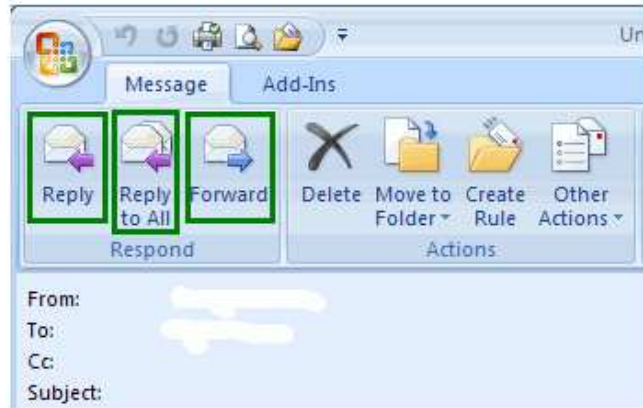 Un
Message Add-Ins
Reply Reply to All Forward Delete Move to Folder Create Rule Other Actions
Respond Actions
From:
To:
Cc:
Subject: